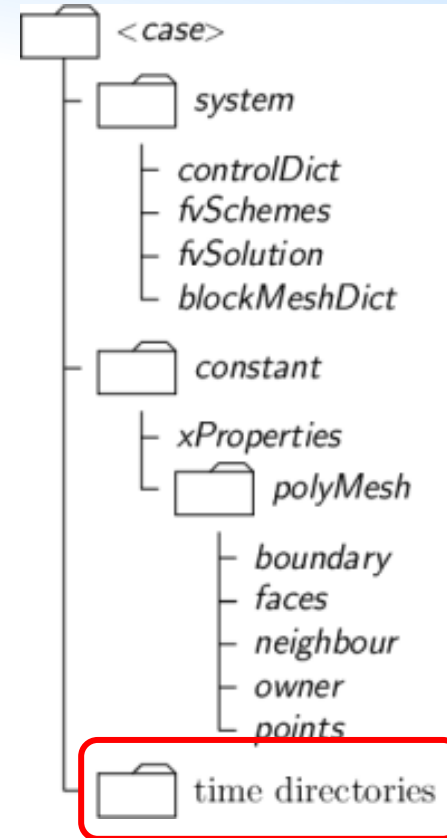 <case>
system
controlDict
fvSchemes
fvSolution
blockMeshDict
constant
xProperties
polyMesh
boundary
faces
neighbour
owner
points
time directories